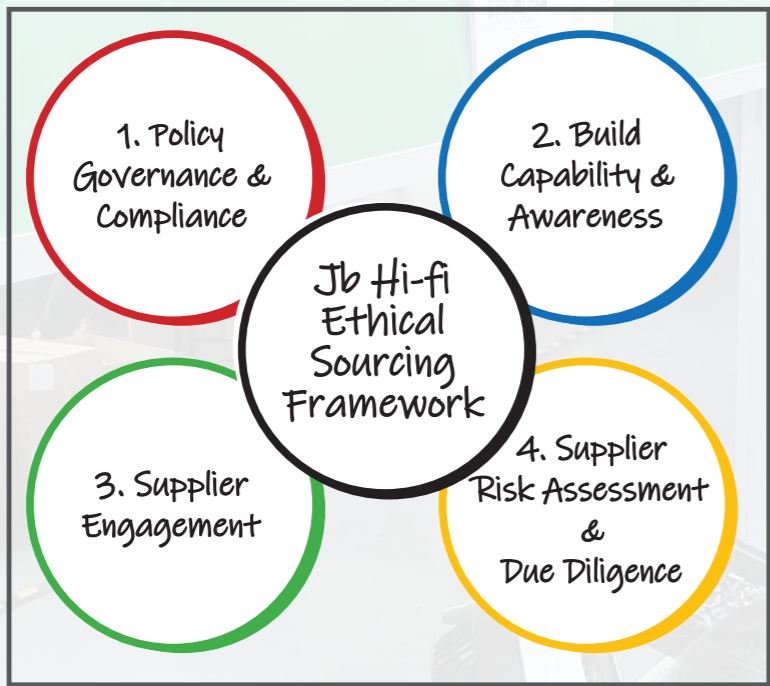 1. Policy
Governance &
Compliance
2. Build
Capability &
Awareness
Jb Hi-fi
Ethical
Sourcing
Framework
3. Supplier
Engagement
4. Supplier
Risk Assessment
&
Due Diligence